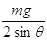 mg
2 sin θ